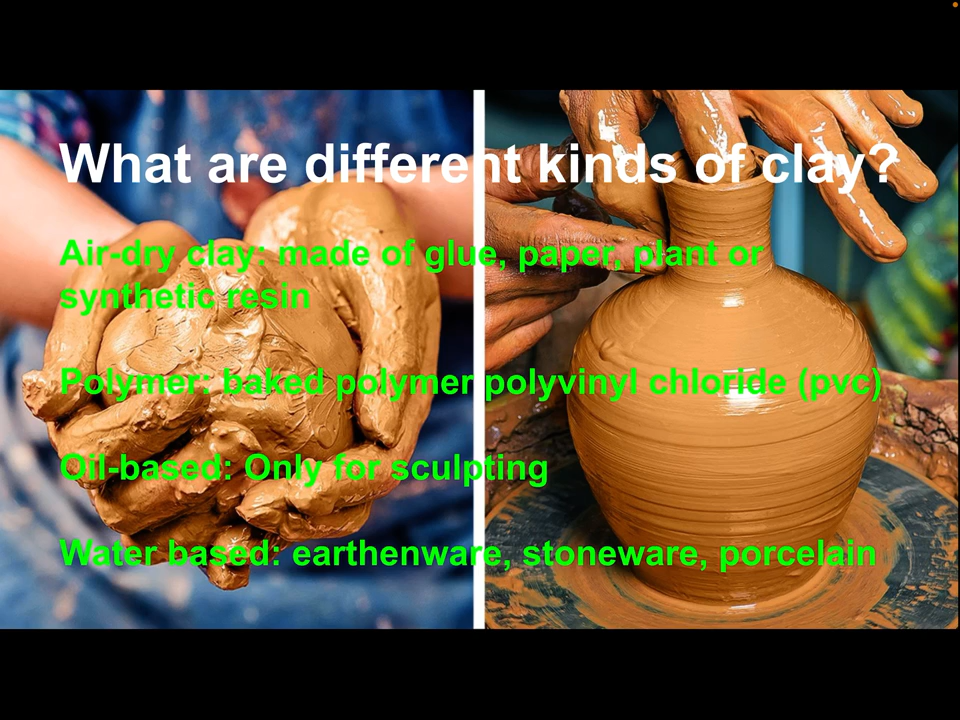 What are different kinds of clay?
Air-dry clay: made of glue, paper, plant or
synthetic resin
Polymer: baked polymer polyvinyl chloride (pvc)
Oil-based: Only for sculpting
Water based: earthenware, stoneware, porcelain